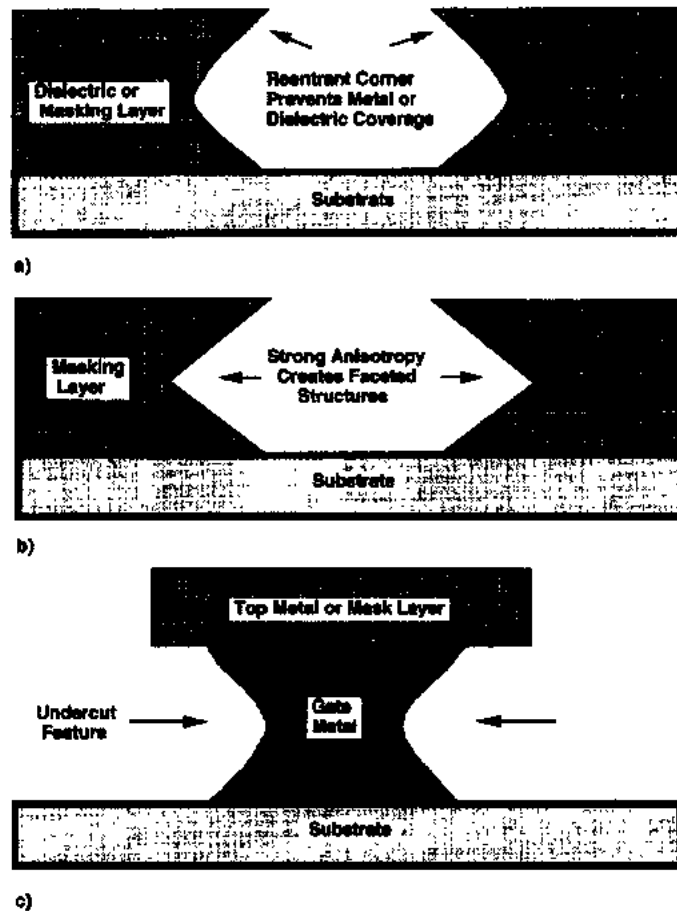 Reentrant Corner
Prevents Metal or
Dielectric Coverage
Dielectric or
Masking Layer
Substrate
a)
Masking
Layer
Strong Anisotropy
Creates Faceted
Structures
Substrate
b)
Top Metal or Mask Layer
Undercut
Feature
Gate
Metal
Substrate
c)